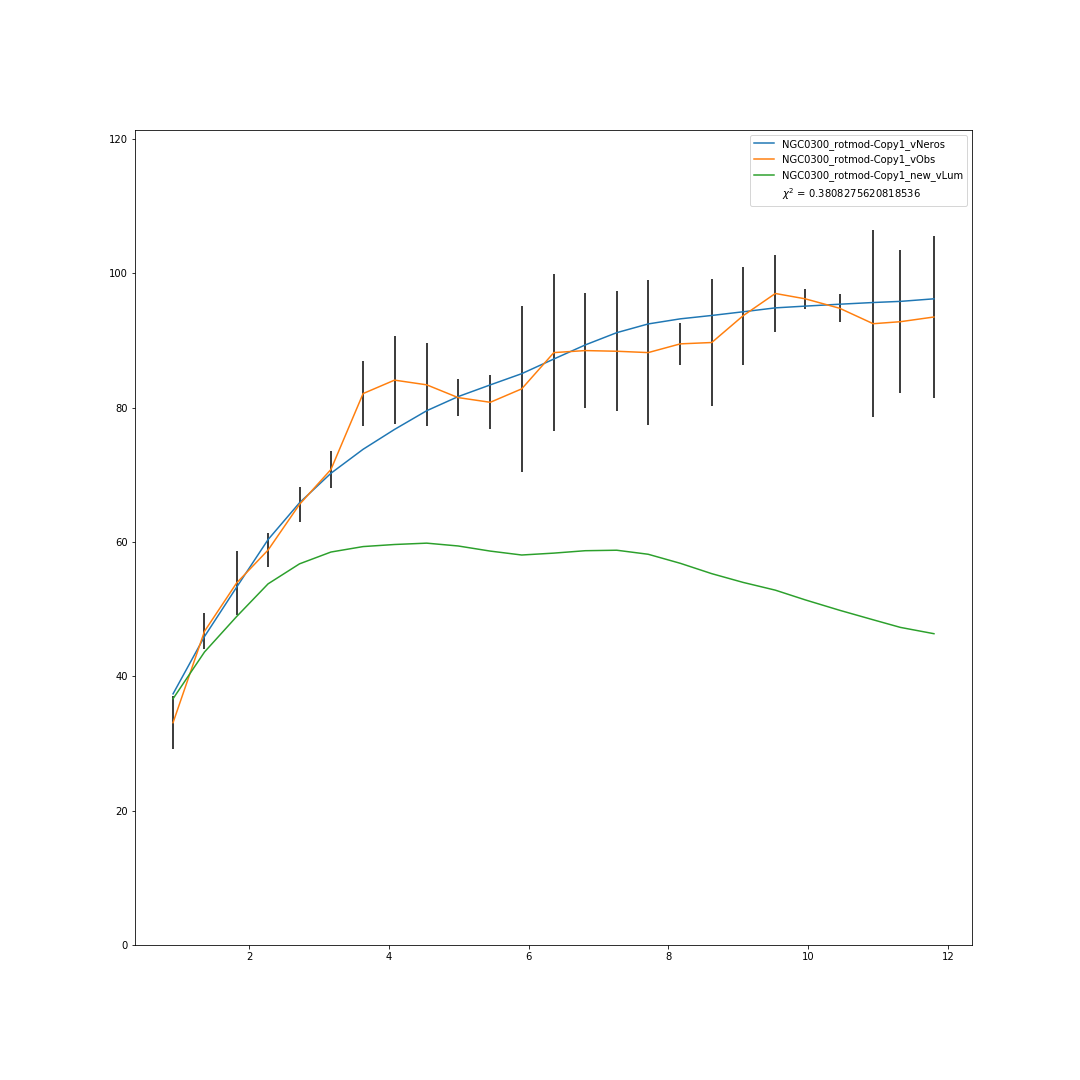 120
100
80
60
40
20
0
2 4 6 8 10 12
NGC0300_rotmod-Copy1_vNeros
NGC0300_rotmod-Copy1_vObs
NGC0300_rotmod-Copy1_new_vLum
χ² = 0.3808275620818536